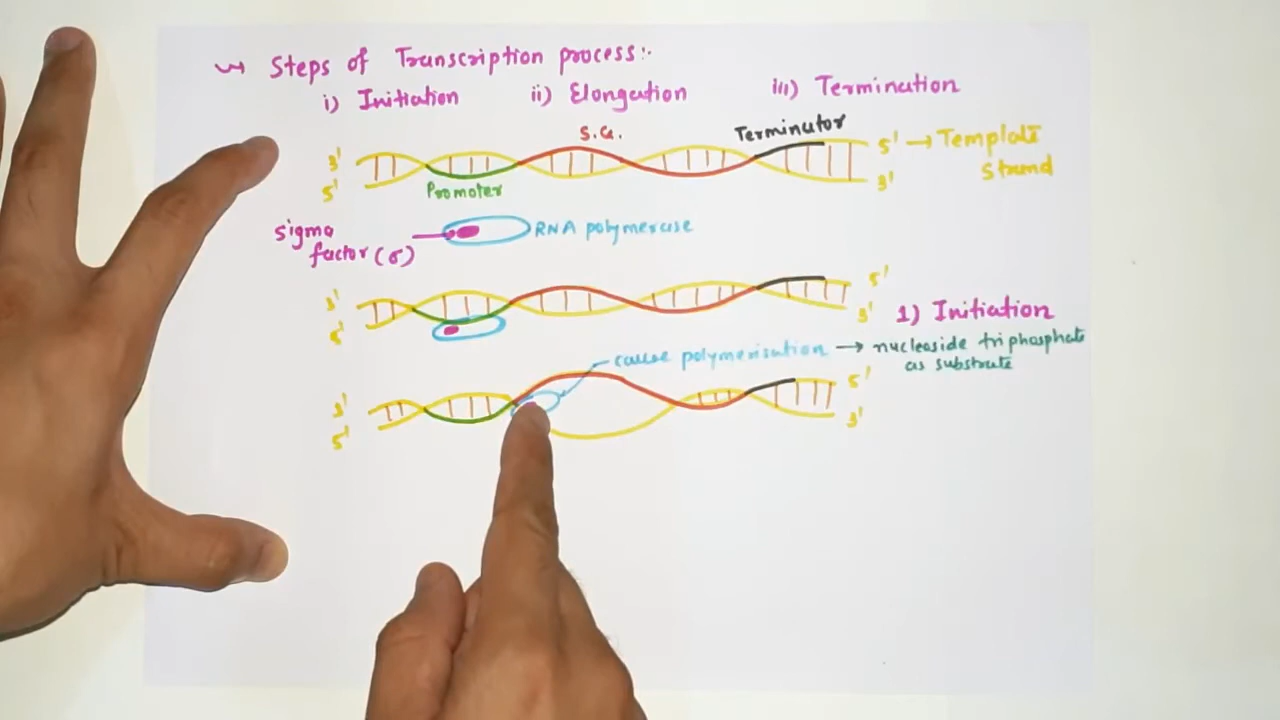 ↝ Steps of Transcription process:-
i) Initiation ii) Elongation iii) Termination
S.G. Terminator
3' 5' → Template
5' 3' strand
Promoter
sigma RNA polymerase
factor (σ)
3' 5'
5' 3' 1) Initiation
cause polymerisation → nucleoside triphosphate
as substrate
3' 5'
5' 3'